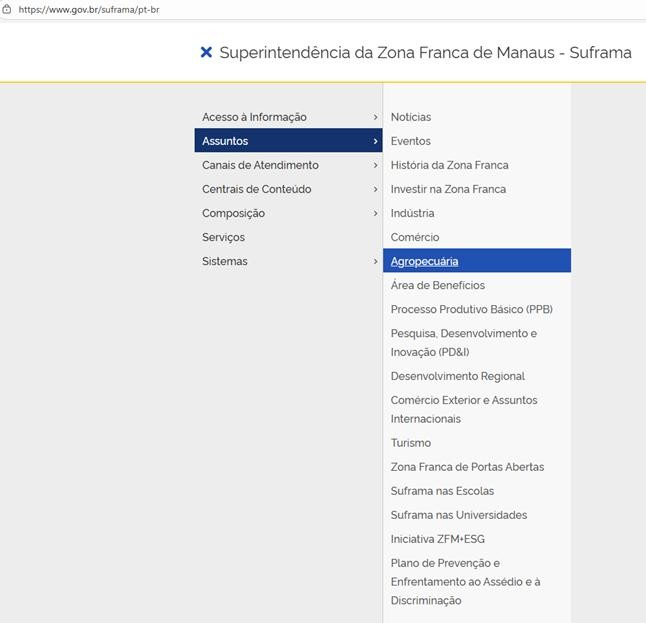 https://www.gov.br/suframa/pt-br
Superintendência da Zona Franca de Manaus - Suframa
Acesso à Informação
Assuntos
Canais de Atendimento
Centrais de Conteúdo
Composição
Serviços
Sistemas
Notícias
Eventos
História da Zona Franca
Investir na Zona Franca
Indústria
Comércio
Agropecuária
Área de Benefícios
Processo Produtivo Básico (PPB)
Pesquisa, Desenvolvimento e
Inovação (PD&I)
Desenvolvimento Regional
Comércio Exterior e Assuntos
Internacionais
Turismo
Zona Franca de Portas Abertas
Suframa nas Escolas
Suframa nas Universidades
Iniciativa ZFM+ESG
Plano de Prevenção e
Enfrentamento ao Assédio e à
Discriminação